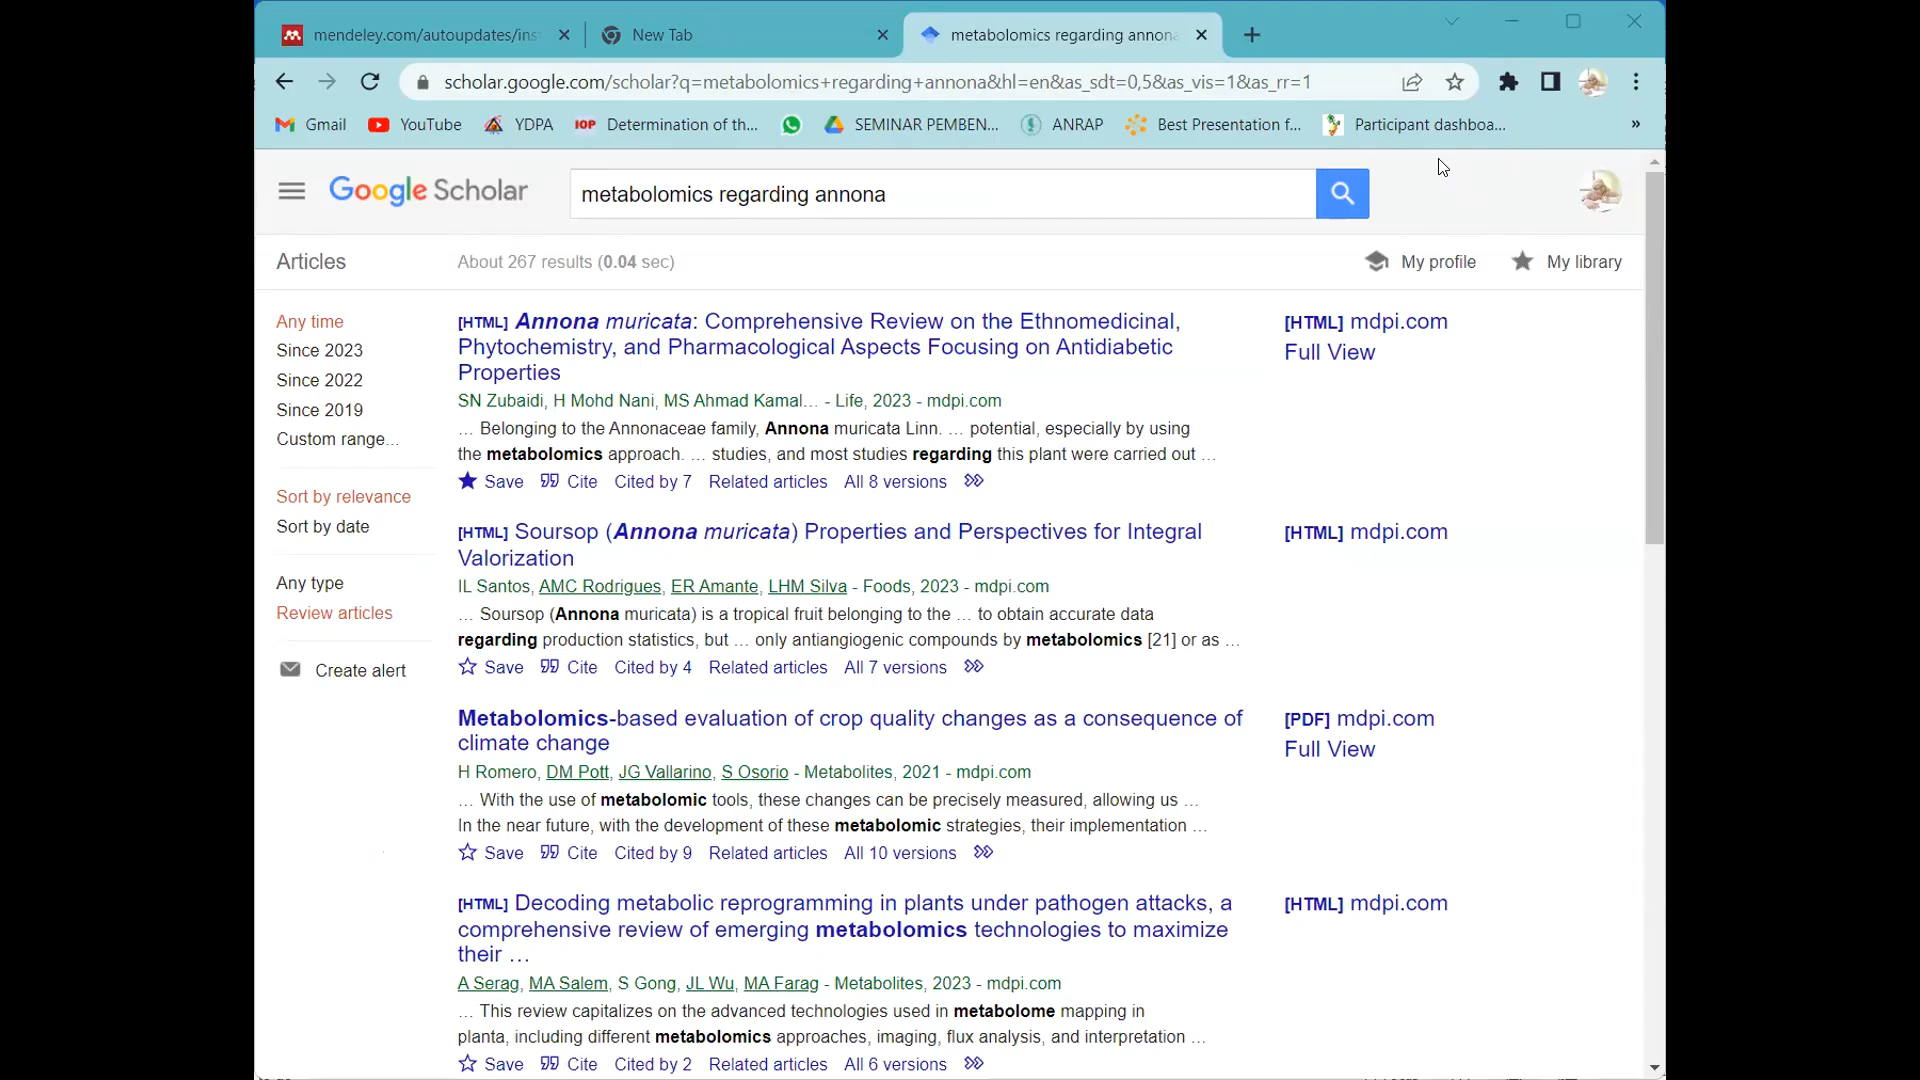 mendeley.com/autoupdates/ins
New Tab
metabolomics regarding annona
scholar.google.com/scholar?q=metabolomics+regarding+annona&hl=en&as_sdt=0,5&as_vis=1&as_rr=1
Gmail
YouTube
YDPA
IOP
Determination of th...
SEMINAR PEMBEN...
ANRAP
Best Presentation f...
Participant dashboa...
»
Google Scholar
metabolomics regarding annona
Articles
About 267 results (0.04 sec)
My profile
My library
Any time
Since 2023
Since 2022
Since 2019
Custom range...
Sort by relevance
Sort by date
Any type
Review articles
Create alert
[HTML] Annona muricata: Comprehensive Review on the Ethnomedicinal,
Phytochemistry, and Pharmacological Aspects Focusing on Antidiabetic
Properties
SN Zubaidi, H Mohd Nani, MS Ahmad Kamal... - Life, 2023 - mdpi.com
... Belonging to the Annonaceae family, Annona muricata Linn. ... potential, especially by using
the metabolomics approach. ... studies, and most studies regarding this plant were carried out ...
Save Cite Cited by 7 Related articles All 8 versions
[HTML] mdpi.com
Full View
[HTML] Soursop (Annona muricata) Properties and Perspectives for Integral
Valorization
IL Santos, AMC Rodrigues, ER Amante, LHM Silva - Foods, 2023 - mdpi.com
... Soursop (Annona muricata) is a tropical fruit belonging to the ... to obtain accurate data
regarding production statistics, but ... only antiangiogenic compounds by metabolomics [21] or as ...
Save Cite Cited by 4 Related articles All 7 versions
[HTML] mdpi.com
Metabolomics-based evaluation of crop quality changes as a consequence of
climate change
H Romero, DM Pott, JG Vallarino, S Osorio - Metabolites, 2021 - mdpi.com
... With the use of metabolomic tools, these changes can be precisely measured, allowing us ...
In the near future, with the development of these metabolomic strategies, their implementation ...
Save Cite Cited by 9 Related articles All 10 versions
[PDF] mdpi.com
Full View
[HTML] Decoding metabolic reprogramming in plants under pathogen attacks, a
comprehensive review of emerging metabolomics technologies to maximize
their ...
A Serag, MA Salem, S Gong, JL Wu, MA Farag - Metabolites, 2023 - mdpi.com
... This review capitalizes on the advanced technologies used in metabolome mapping in
planta, including different metabolomics approaches, imaging, flux analysis, and interpretation ...
Save Cite Cited by 2 Related articles All 6 versions
[HTML] mdpi.com